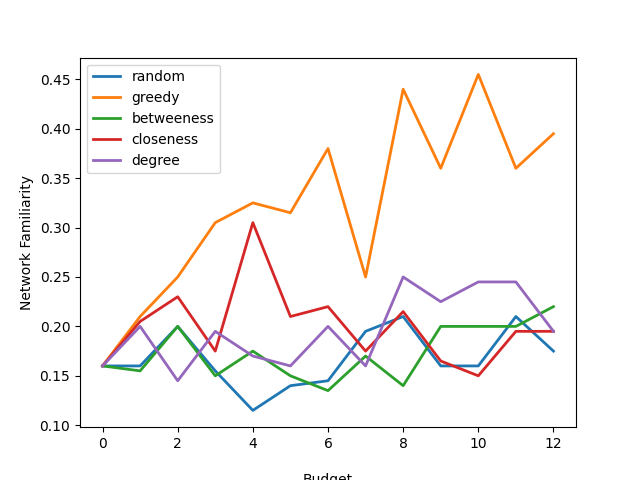 random
greedy
betweeness
closeness
degree
Network Familiarity
0.45
0.40
0.35
0.30
0.25
0.20
0.15
0.10
0 2 4 6 8 10 12
Budget